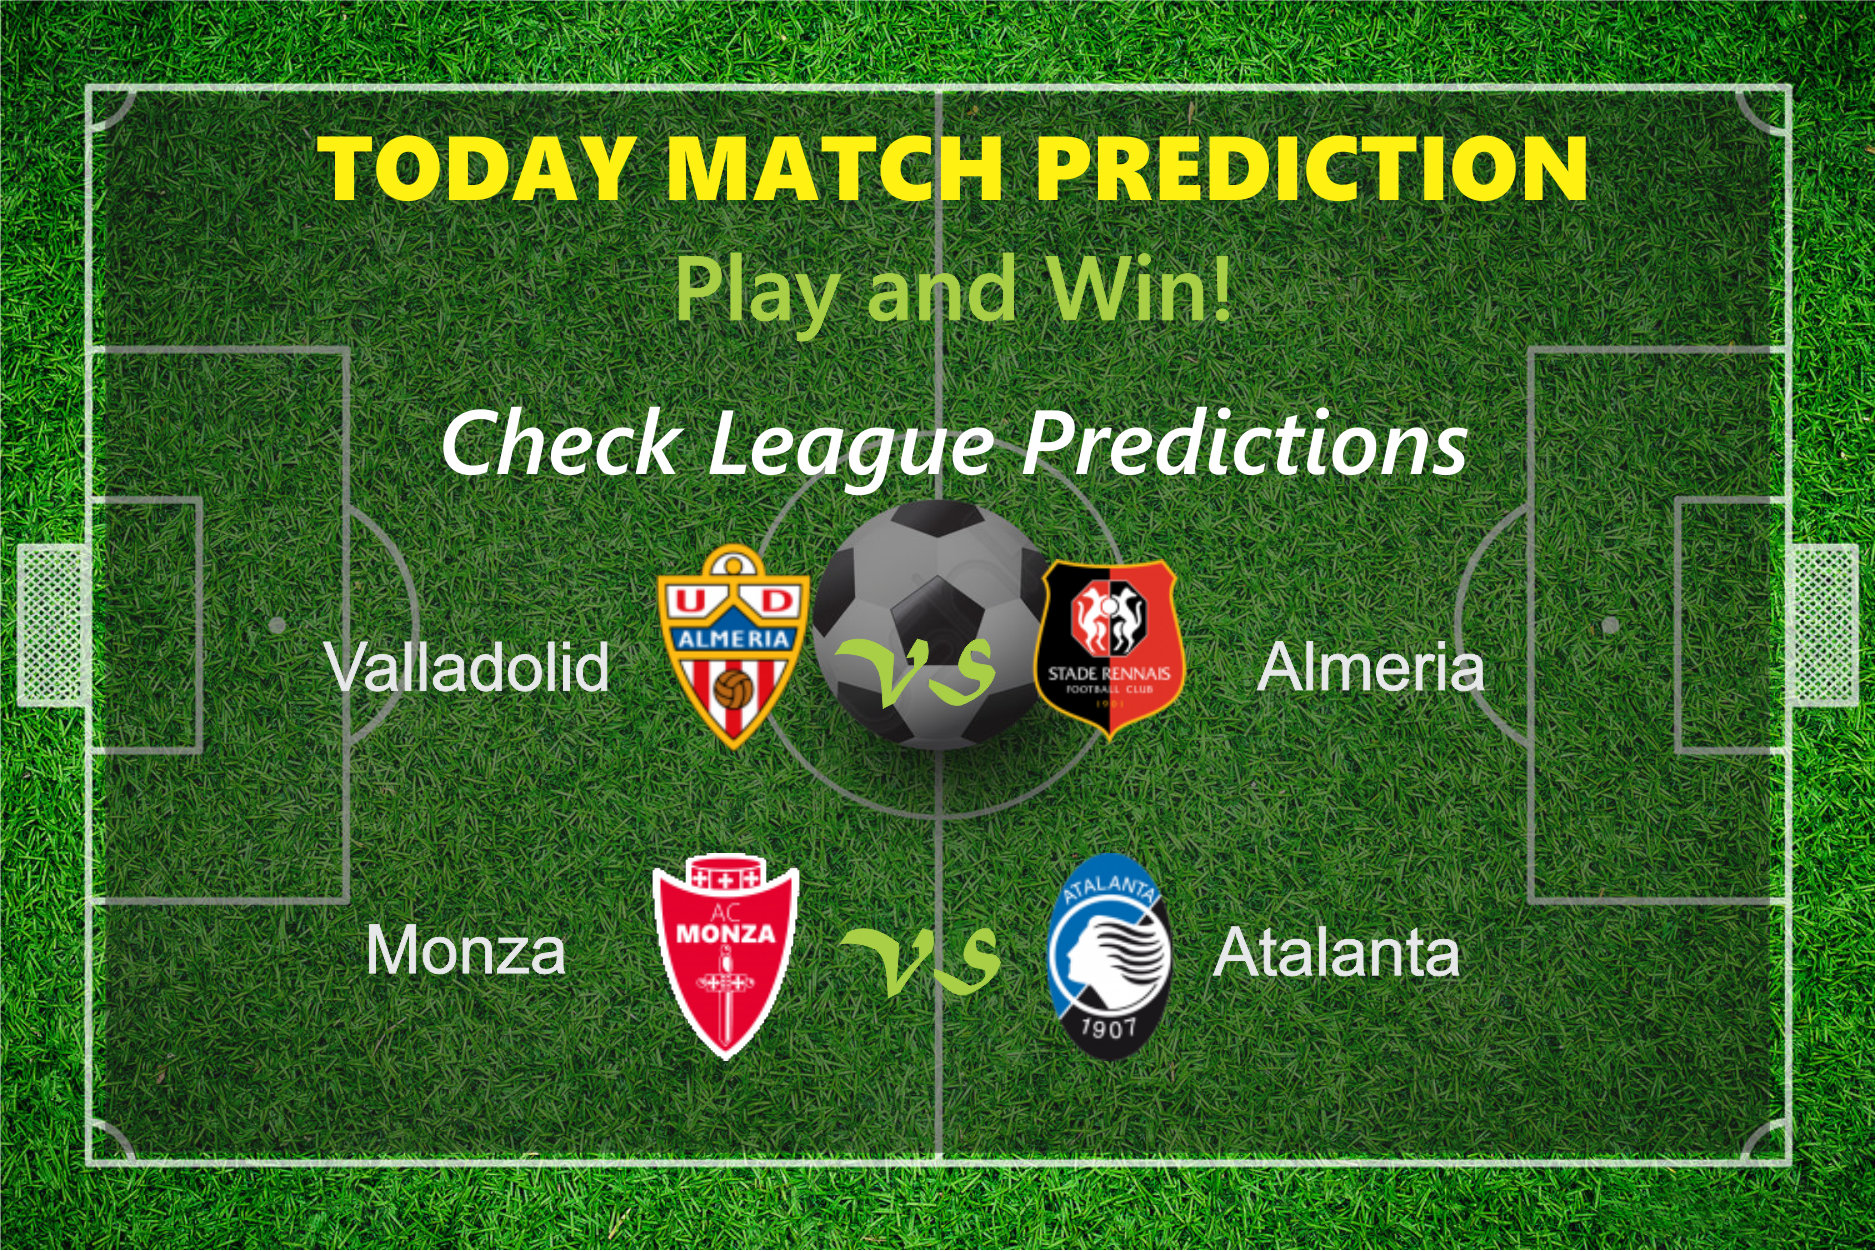 TODAY MATCH PREDICTION
Play and Win!
Check League Predictions
Valladolid
U D
ALMERIA
vs
STADE RENNAIS
FOOTBALL CLUB
1901
Almeria
Monza
AC
MONZA
vs
ATALANTA
1907
Atalanta